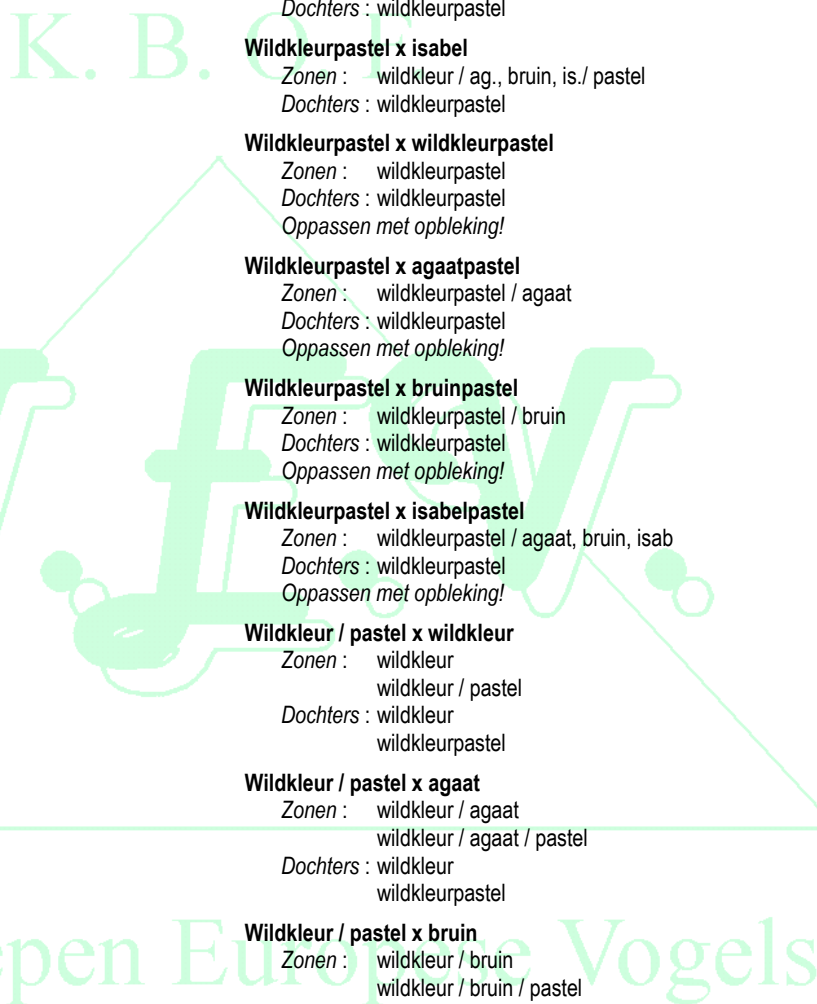 Dochters : wildkleurpastel
K. B. O. F.
Wildkleurpastel x isabel
Zonen : wildkleur / ag., bruin, is./ pastel
Dochters : wildkleurpastel
Wildkleurpastel x wildkleurpastel
Zonen : wildkleurpastel
Dochters : wildkleurpastel
Oppassen met opbleking!
Wildkleurpastel x agaatpastel
Zonen : wildkleurpastel / agaat
Dochters : wildkleurpastel
Oppassen met opbleking!
Wildkleurpastel x bruinpastel
Zonen : wildkleurpastel / bruin
Dochters : wildkleurpastel
Oppassen met opbleking!
Wildkleurpastel x isabelpastel
Zonen : wildkleurpastel / agaat, bruin, isab
Dochters : wildkleurpastel
Oppassen met opbleking!
Wildkleur / pastel x wildkleur
Zonen : wildkleur
wildkleur / pastel
Dochters : wildkleur
wildkleurpastel
Wildkleur / pastel x agaat
Zonen : wildkleur / agaat
wildkleur / agaat / pastel
Dochters : wildkleur
wildkleurpastel
Wildkleur / pastel x bruin
Zonen : wildkleur / bruin
wildkleur / bruin / pastel
epen Europese Vogels